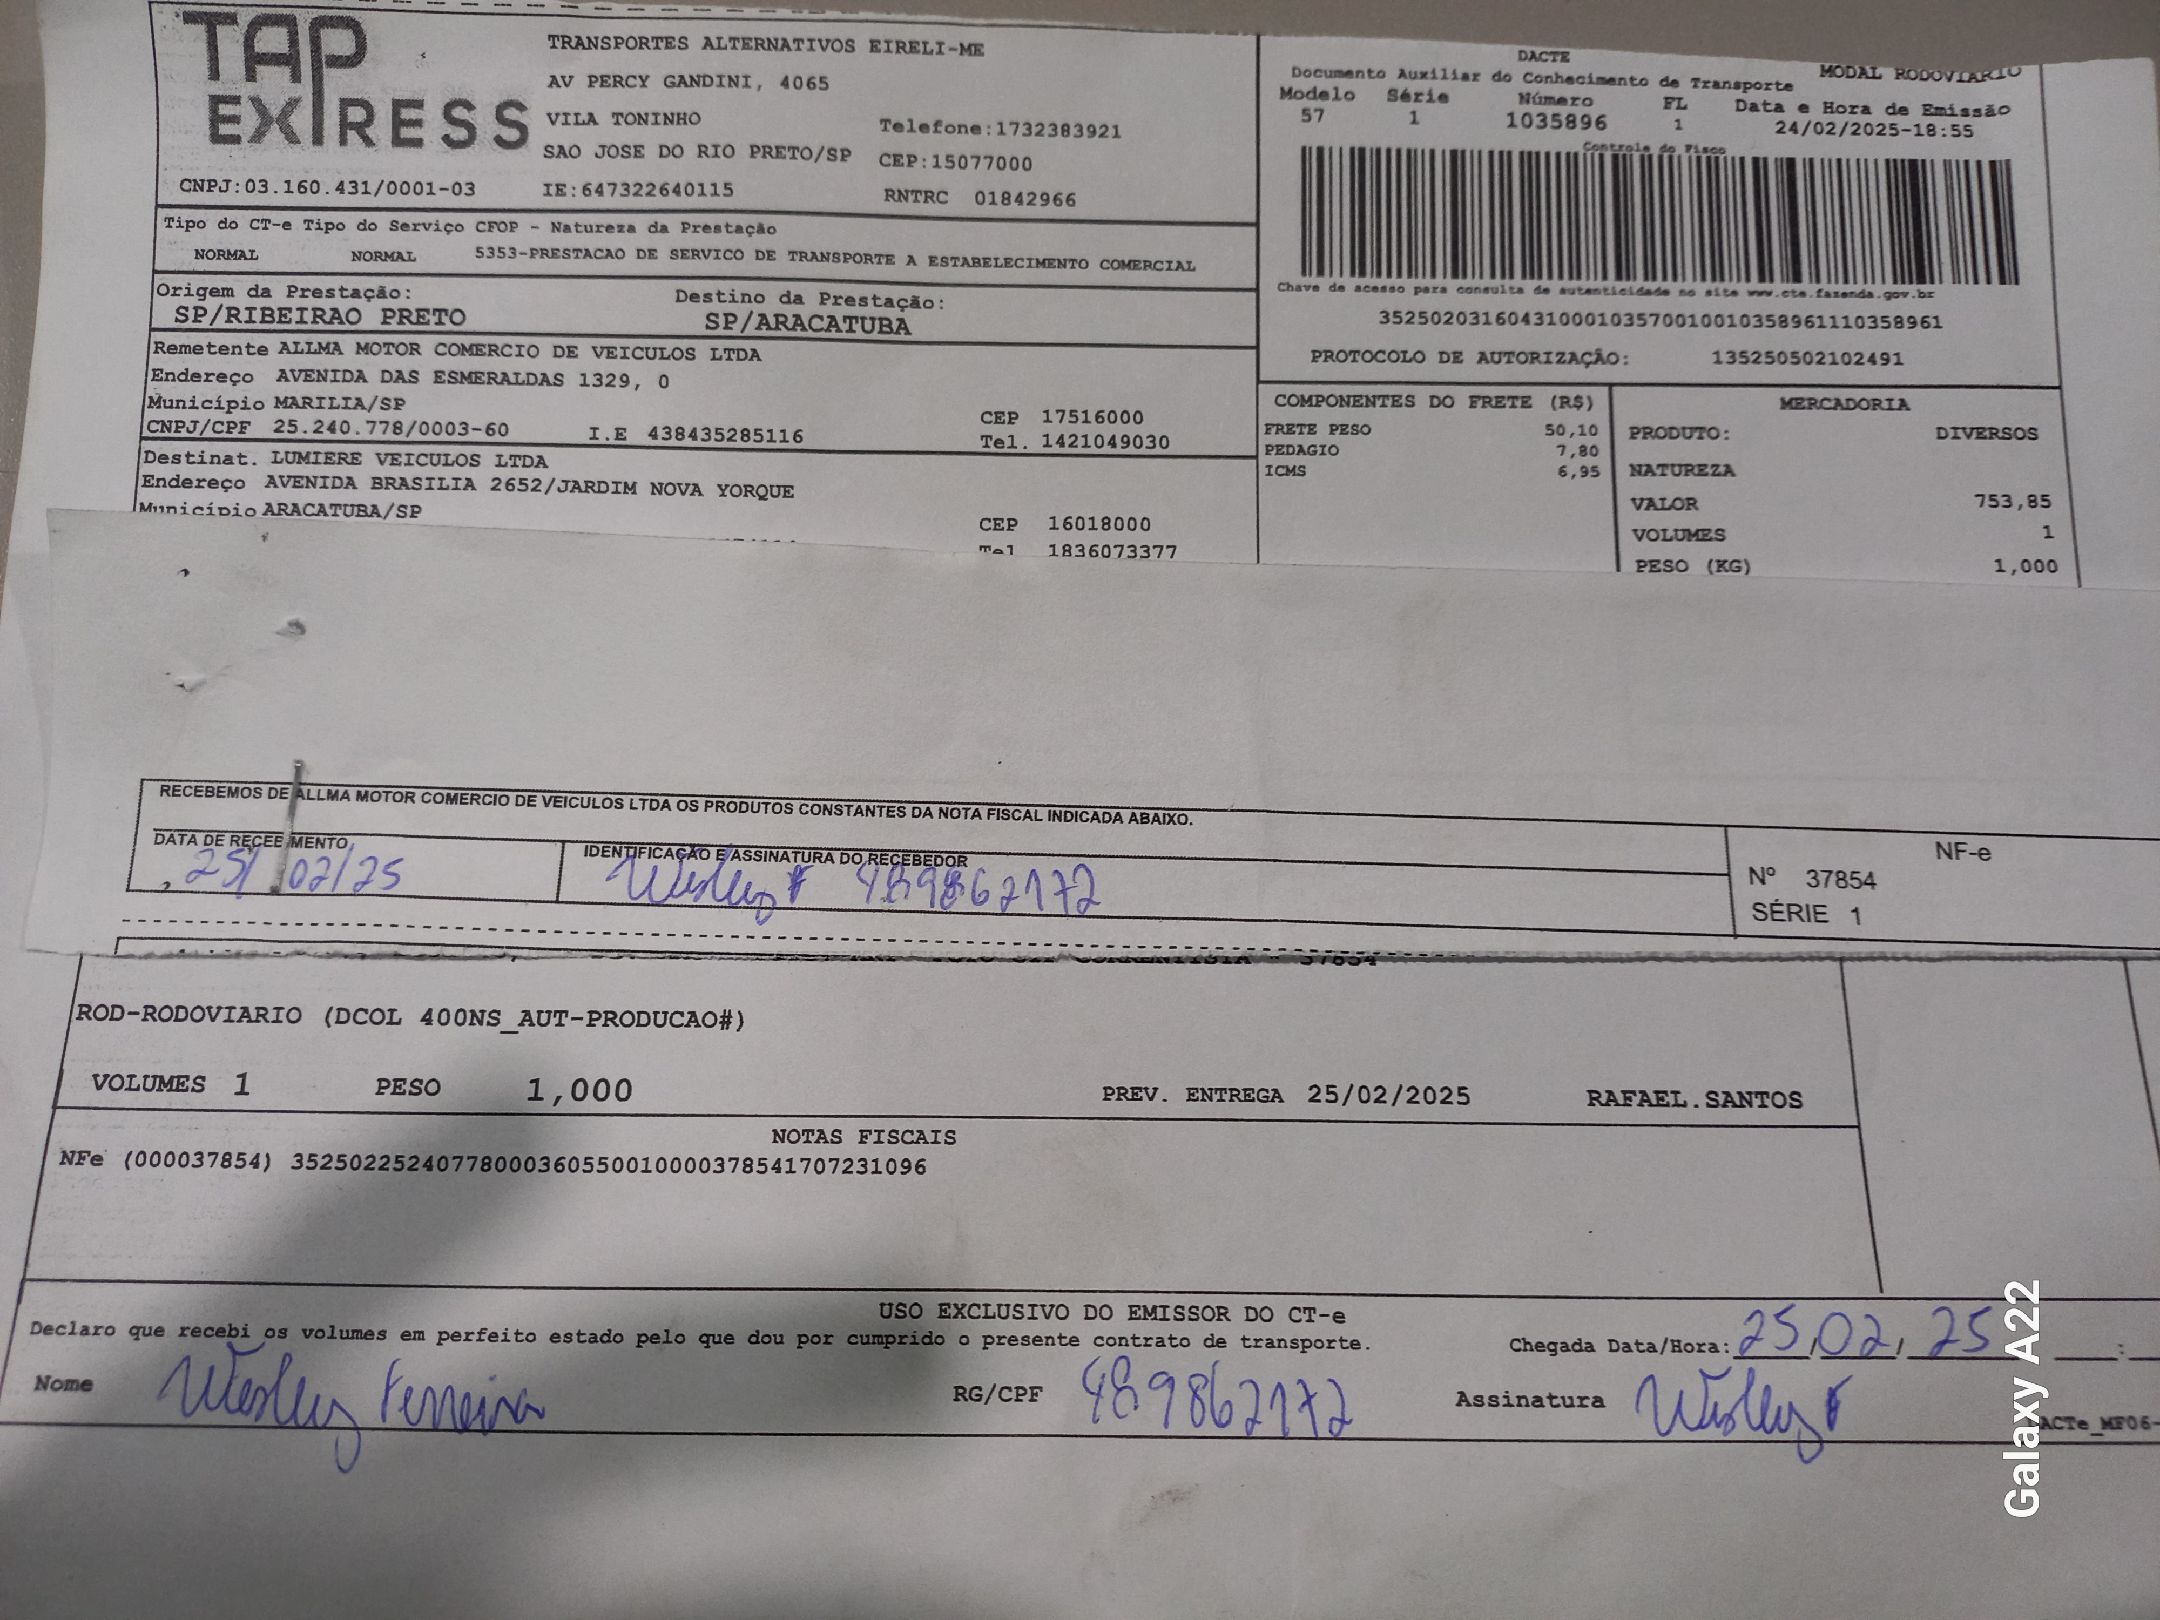 TAP EXPRESS
TRANSPORTES ALTERNATIVOS EIRELI-ME
AV PERCY GANDINI, 4065
VILA TONINHO Telefone:1732383921
SAO JOSE DO RIO PRETO/SP CEP:15077000
CNPJ:03.160.431/0001-03 IE:647322640115 RNTRC 01842966
DACTE
Documento Auxiliar do Conhecimento de Transporte MODAL RODOVIARIO
Modelo Série Número FL Data e Hora de Emissão
57 1 1035896 1 24/02/2025-18:55
Controle do Fisco
Chave de acesso para consulta de autenticidade no site www.cte.fazenda.gov.br
35250203160431000103570010010358961110358961
PROTOCOLO DE AUTORIZAÇÃO: 135250502102491
Tipo do CT-e Tipo do Serviço CFOP - Natureza da Prestação
NORMAL NORMAL 5353-PRESTACAO DE SERVICO DE TRANSPORTE A ESTABELECIMENTO COMERCIAL
Origem da Prestação: Destino da Prestação:
SP/RIBEIRAO PRETO SP/ARACATUBA
Remetente ALLMA MOTOR COMERCIO DE VEICULOS LTDA
Endereço AVENIDA DAS ESMERALDAS 1329, 0
Município MARILIA/SP CEP 17516000
CNPJ/CPF 25.240.778/0003-60 I.E 438435285116 Tel. 1421049030
Destinat. LUMIERE VEICULOS LTDA
Endereço AVENIDA BRASILIA 2652/JARDIM NOVA YORQUE
Município ARACATUBA/SP CEP 16018000
Tel 1836073377
COMPONENTES DO FRETE (R$)
FRETE PESO 50,10
PEDAGIO 7,80
ICMS 6,95
MERCADORIA
PRODUTO: DIVERSOS
NATUREZA
VALOR 753,85
VOLUMES 1
PESO (KG) 1,000
RECEBEMOS DE ALLMA MOTOR COMERCIO DE VEICULOS LTDA OS PRODUTOS CONSTANTES DA NOTA FISCAL INDICADA ABAIXO.
DATA DE RECEBIMENTO IDENTIFICAÇÃO E ASSINATURA DO RECEBEDOR
25/02/25 Wesley F 489862172
NF-e
Nº 37854
SÉRIE 1
CORRENTISTA - 37854
ROD-RODOVIARIO (DCOL 400NS_AUT-PRODUCAO#)
VOLUMES 1 PESO 1,000 PREV. ENTREGA 25/02/2025 RAFAEL.SANTOS
NOTAS FISCAIS
NFe (000037854) 35250225240778000360550010000378541707231096
USO EXCLUSIVO DO EMISSOR DO CT-e
Declaro que recebi os volumes em perfeito estado pelo que dou por cumprido o presente contrato de transporte. Chegada Data/Hora: 25/02/25 :
Nome Wesley Ferreira RG/CPF 489862172 Assinatura Wesley F
ACTe_MF06-
Galaxy A22